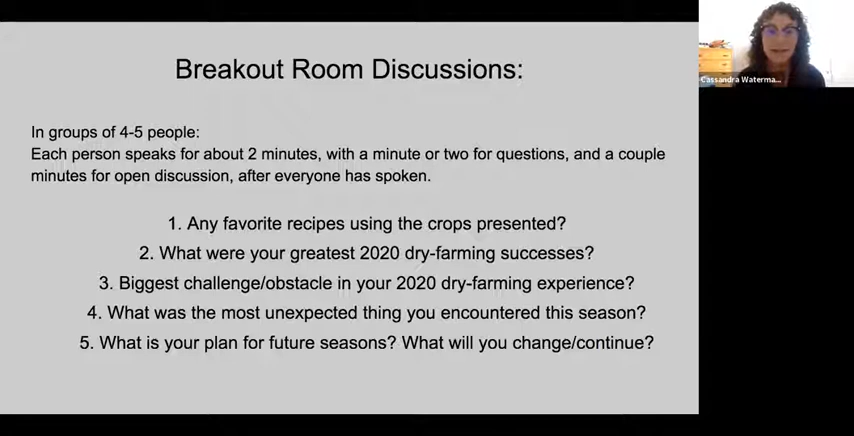 Breakout Room Discussions:
Cassandra Waterma...
In groups of 4-5 people:
Each person speaks for about 2 minutes, with a minute or two for questions, and a couple
minutes for open discussion, after everyone has spoken.
1. Any favorite recipes using the crops presented?
2. What were your greatest 2020 dry-farming successes?
3. Biggest challenge/obstacle in your 2020 dry-farming experience?
4. What was the most unexpected thing you encountered this season?
5. What is your plan for future seasons? What will you change/continue?